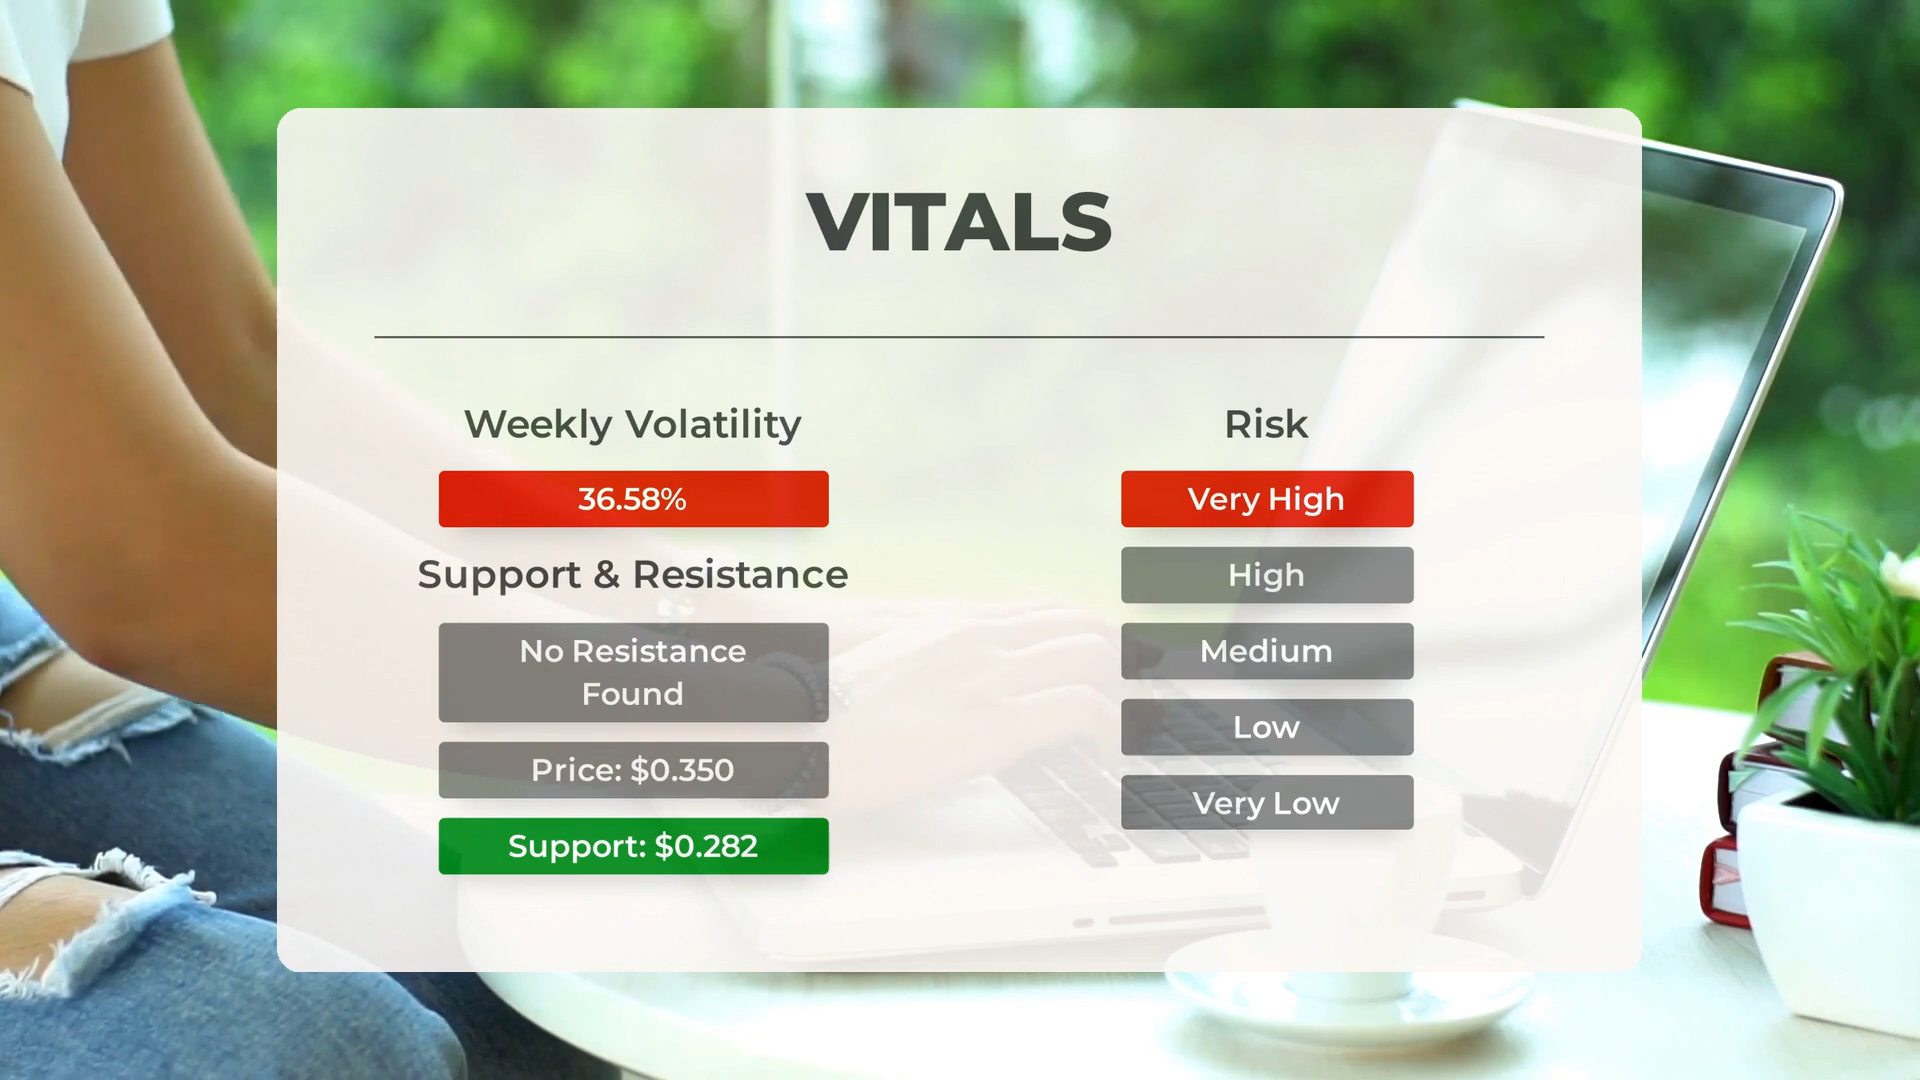 VITALS
Weekly Volatility
36.58%
Support & Resistance
No Resistance
Found
Price: $0.350
Support: $0.282
Risk
Very High
High
Medium
Low
Very Low